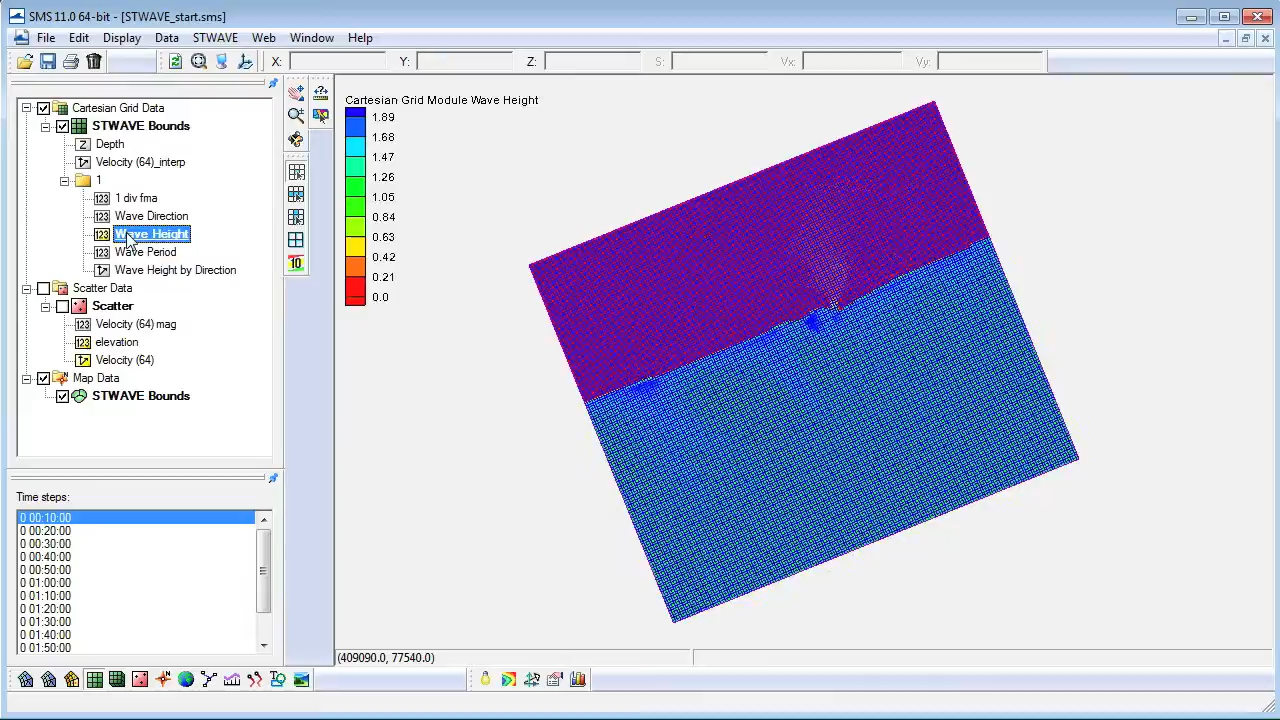 SMS 11.0 64-bit - [STWAVE_start.sms]
File Edit Display Data STWAVE Web Window Help
X: Y: Z: S: Vx: Vy:
Cartesian Grid Data
STWAVE Bounds
Depth
Velocity (64)_interp
1
1 div fma
Wave Direction
Wave Height
Wave Period
Wave Height by Direction
Scatter Data
Scatter
Velocity (64) mag
elevation
Velocity (64)
Map Data
STWAVE Bounds
Time steps:
0 00:10:00
0 00:20:00
0 00:30:00
0 00:40:00
0 00:50:00
0 01:00:00
0 01:10:00
0 01:20:00
0 01:30:00
0 01:40:00
0 01:50:00
10
Cartesian Grid Module Wave Height
1.89
1.68
1.47
1.26
1.05
0.84
0.63
0.42
0.21
0.0
(409090.0, 77540.0)